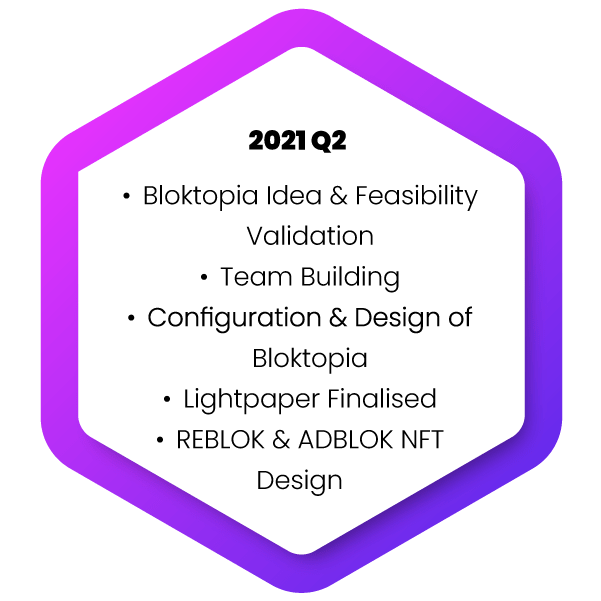 2021 Q2
• Bloktopia Idea & Feasibility
Validation
• Team Building
• Configuration & Design of
Bloktopia
• Lightpaper Finalised
• REBLOK & ADBLOK NFT
Design